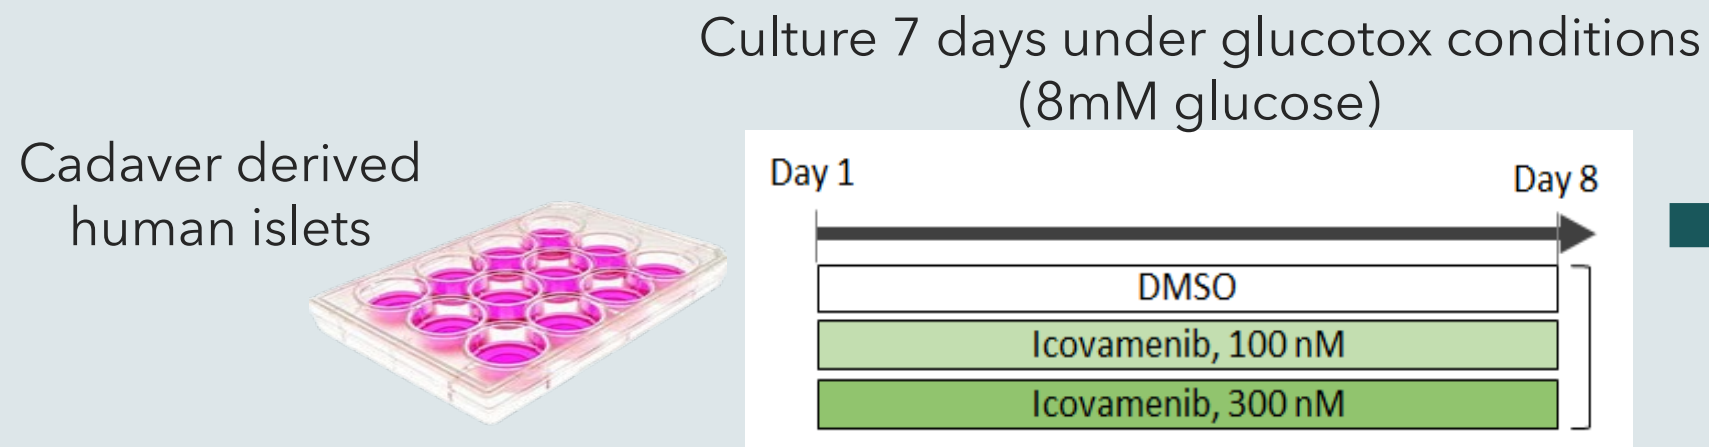 Culture 7 days under glucotox conditions
(8mM glucose)
Cadaver derived
human islets
Day 1
Day 8
DMSO
Icovamenib, 100 nM
Icovamenib, 300 nM